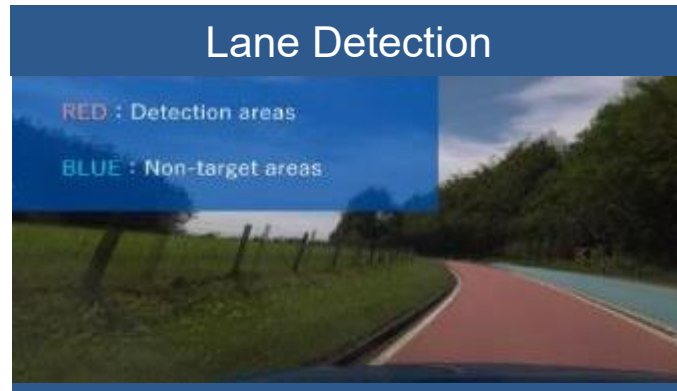 Lane Detection
RED : Detection areas
BLUE : Non-target areas